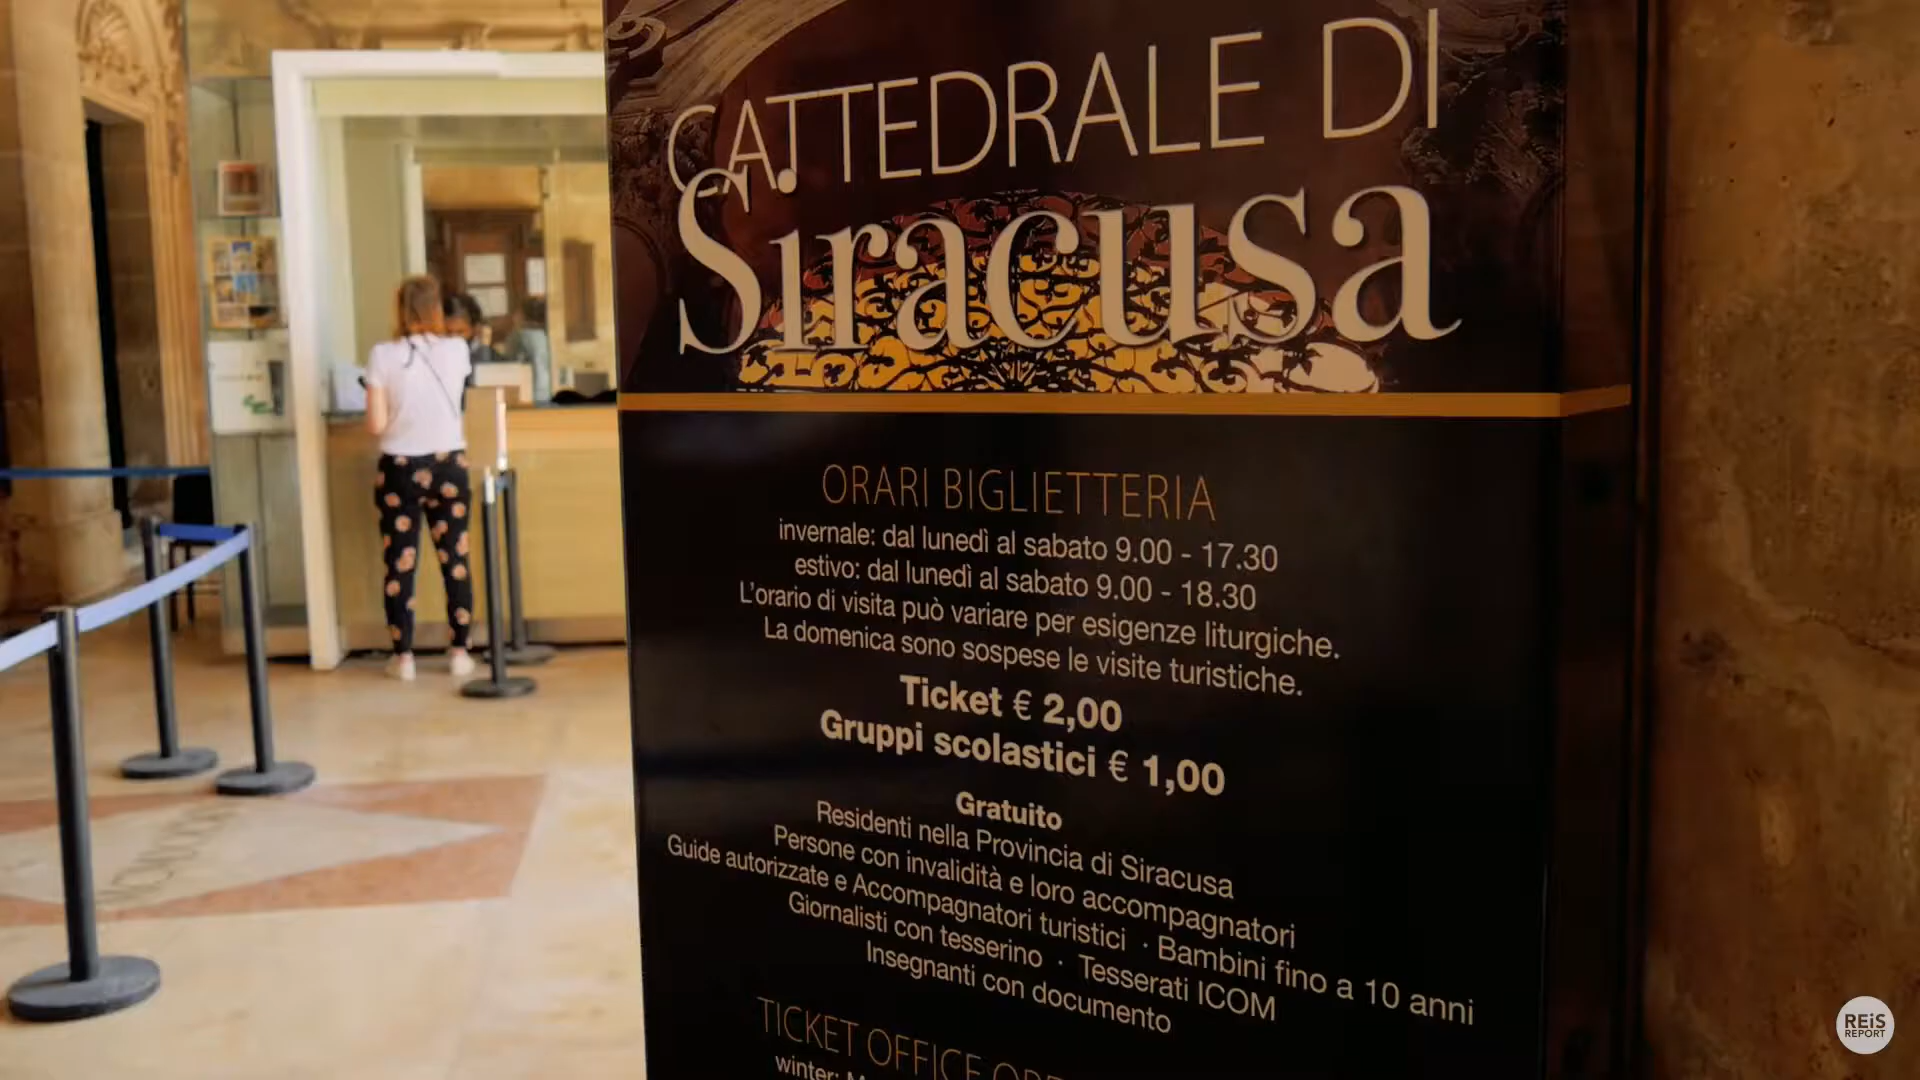 CATTEDRALE DI
Siracusa
ORARI BIGLIETTERIA
invernale: dal lunedì al sabato 9.00 - 17.30
estivo: dal lunedì al sabato 9.00 - 18.30
L'orario di visita può variare per esigenze liturgiche.
La domenica sono sospese le visite turistiche.
Ticket € 2,00
Gruppi scolastici € 1,00
Gratuito
Residenti nella Provincia di Siracusa
Persone con invalidità e loro accompagnatori
Guide autorizzate e Accompagnatori turistici · Bambini fino a 10 anni
Giornalisti con tesserino · Tesserati ICOM
Insegnanti con documento
TICKET OFFICE
winter:
REiS
REPORT